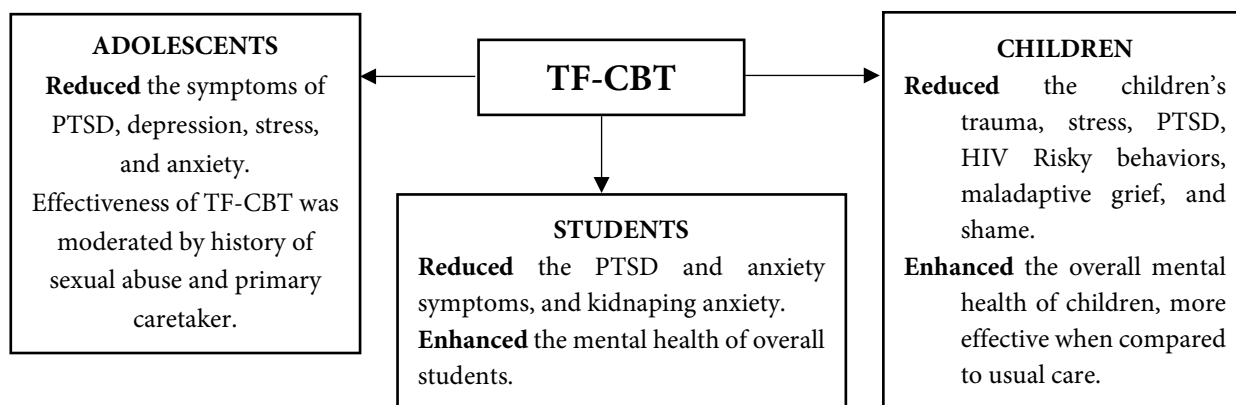 ADOLESCENTS
Reduced the symptoms of
PTSD, depression, stress,
and anxiety.
Effectiveness of TF-CBT was
moderated by history of
sexual abuse and primary
caretaker.
TF-CBT
STUDENTS
Reduced the PTSD and anxiety
symptoms, and kidnaping anxiety.
Enhanced the mental health of overall
students.
CHILDREN
Reduced the children’s
trauma, stress, PTSD,
HIV Risky behaviors,
maladaptive grief, and
shame.
Enhanced the overall mental
health of children, more
effective when compared
to usual care.